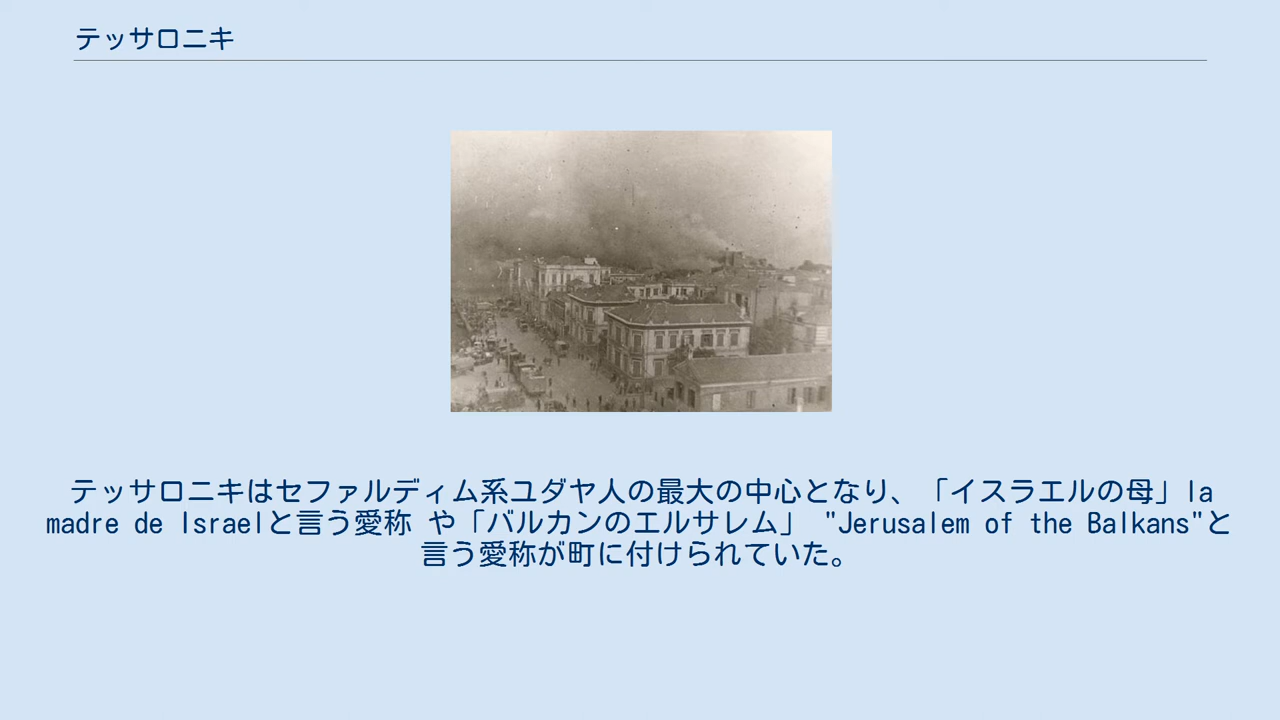 テッサロニキ
テッサロニキはセファルディム系ユダヤ人の最大の中心となり、「イスラエルの母」la
madre de Israelと言う愛称 や「バルカンのエルサレム」 "Jerusalem of the Balkans"と
言う愛称が町に付けられていた。